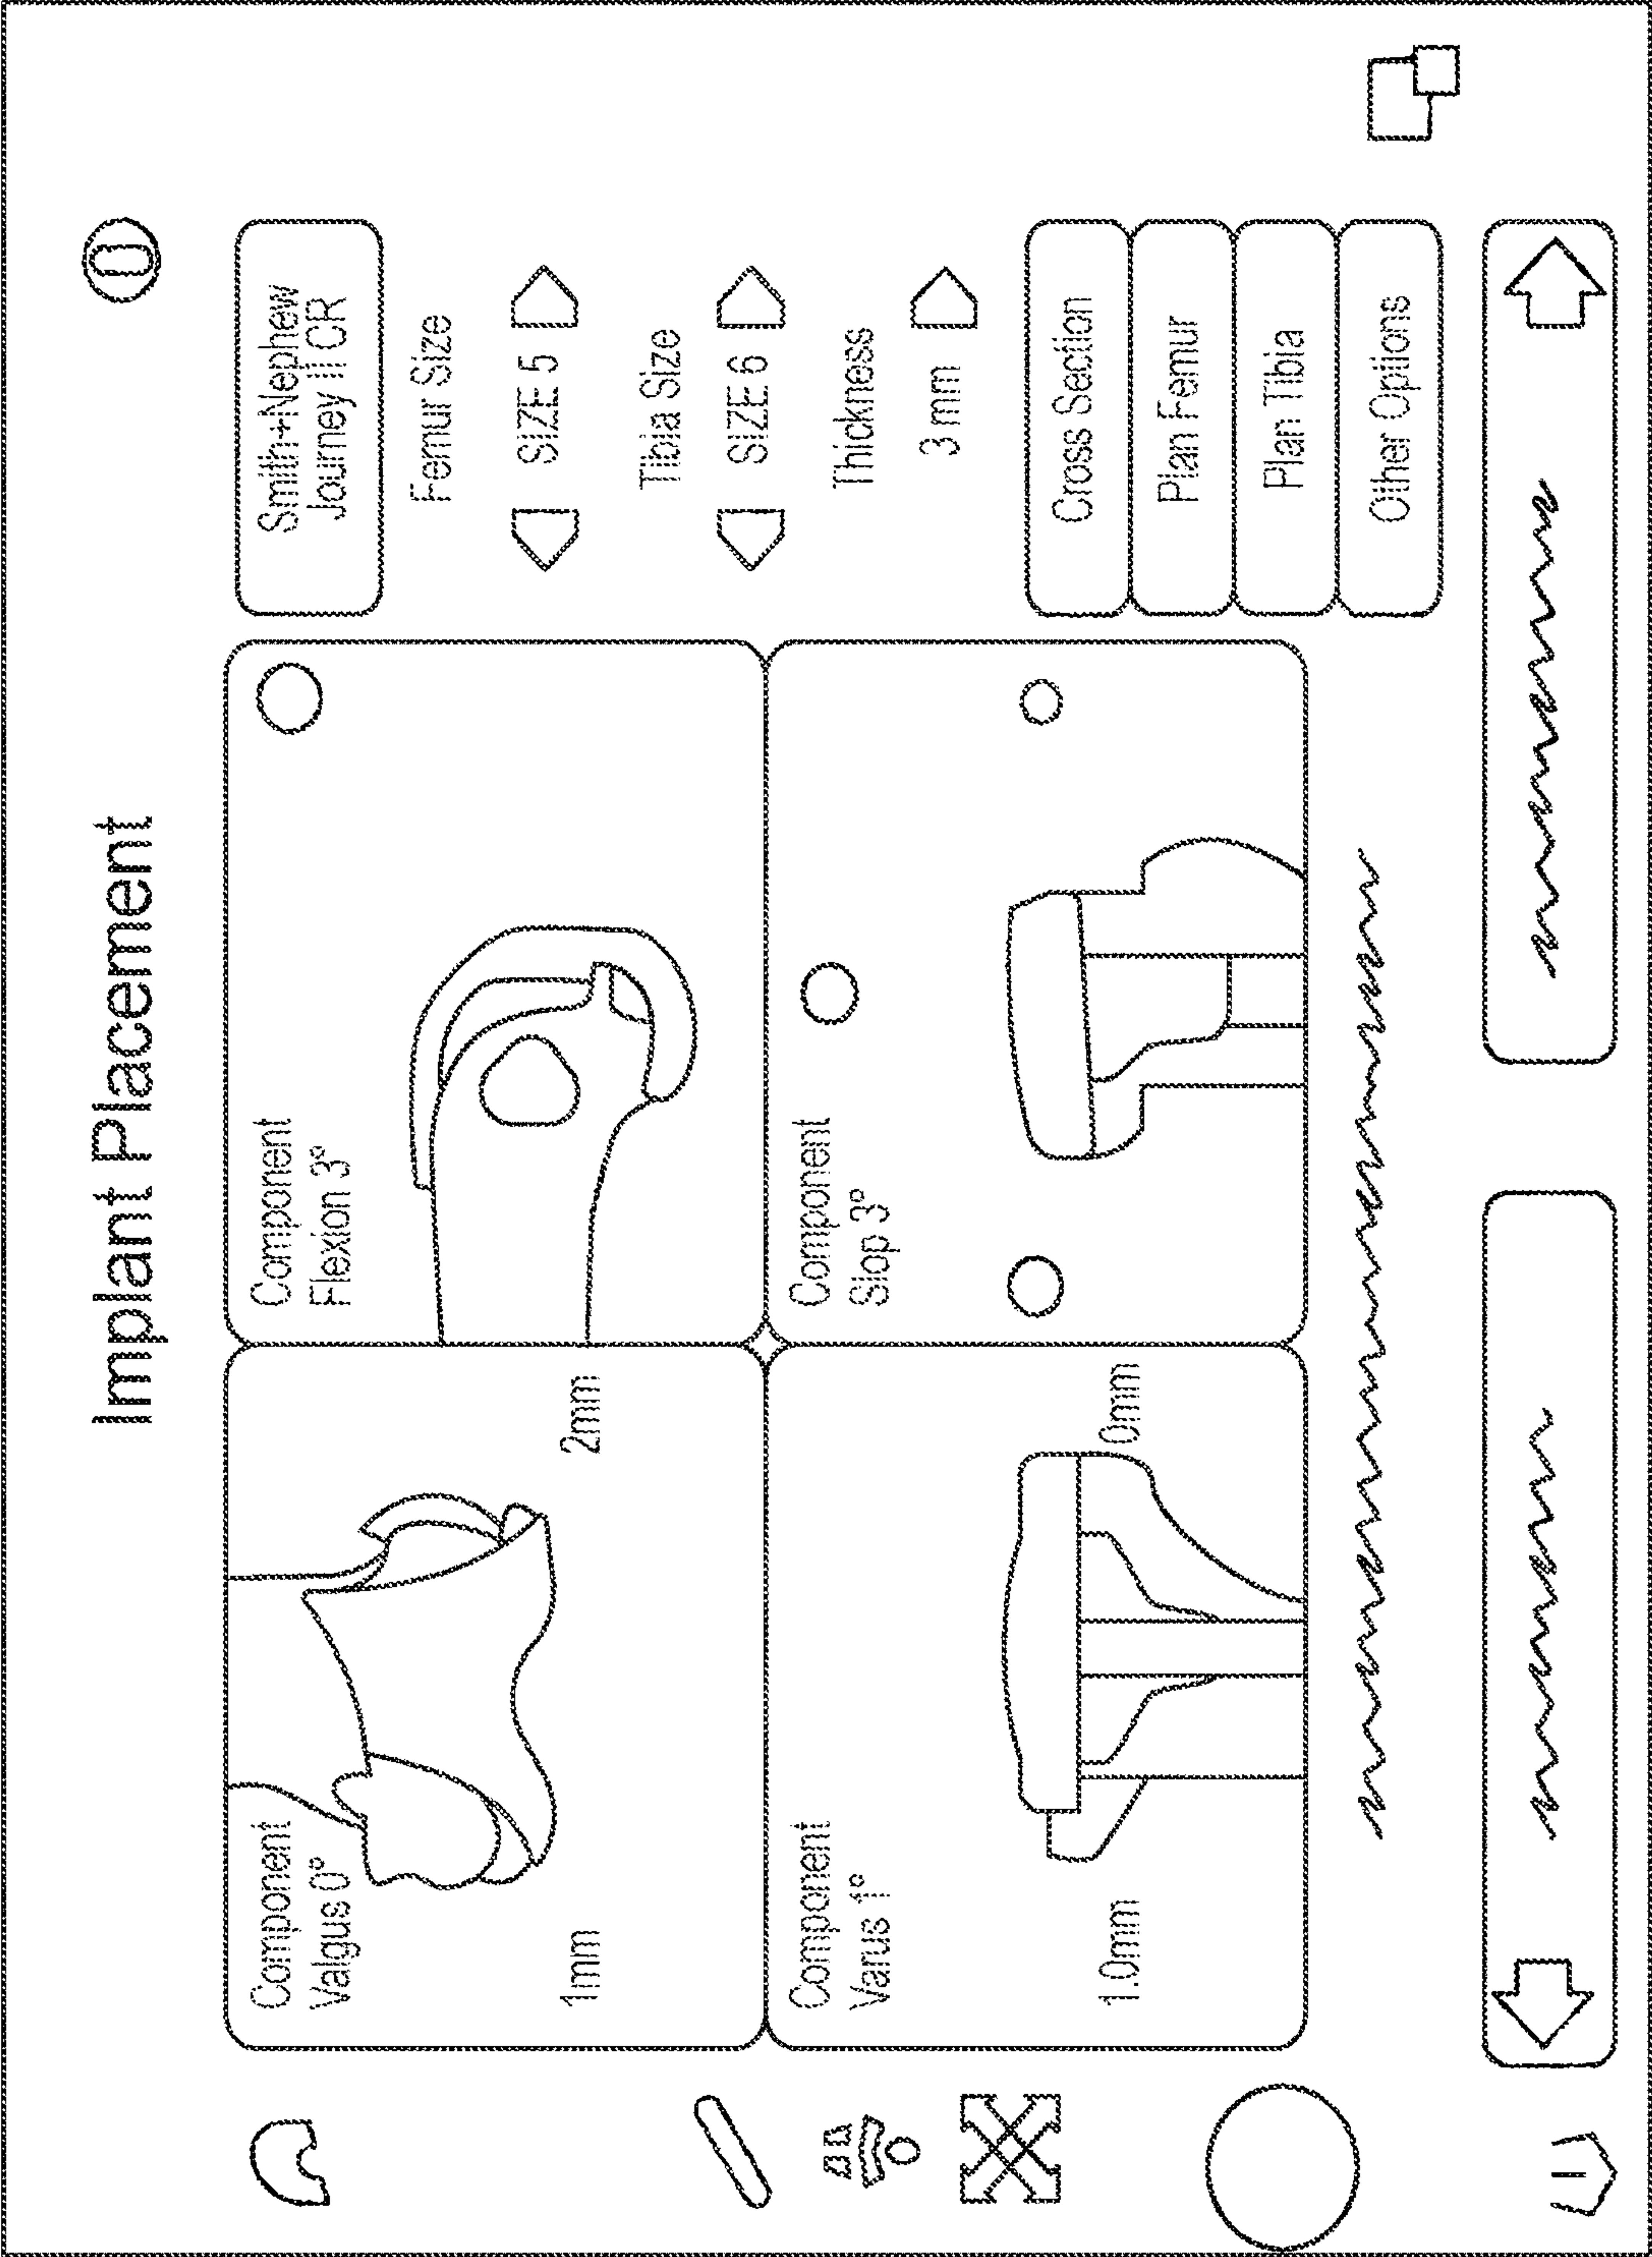 Implant Placement
Component
Valgus 0°
1mm
2mm
Component
Flexion 3°
Component
Varus 1°
1.0mm
0mm
Component
Slop 3°
Smith+Nephew
Journey II CR
Femur Size
SIZE 5
Tibia Size
SIZE 6
Thickness
3 mm
Cross Section
Plan Femur
Plan Tibia
Other Options